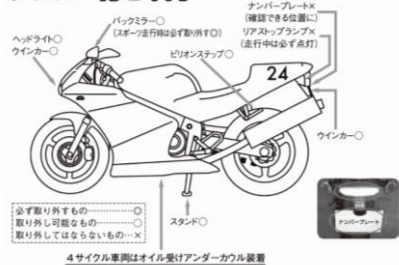 ナンバープレート×
(確認できる位置に)
バックミラー○
(スポーツ走行時は必ず取り外す◎)
リアストップランプ×
(走行中は必ず点灯)
ヘッドライト○
ウインカー○
ピリオンステップ○
24
ウインカー○
スタンド○
ナンバープレート
必ず取り外すもの……………◎
取り外し可能なもの…………○
取り外してはならないもの…×
4サイクル車両はオイル受けアンダーカウル装着